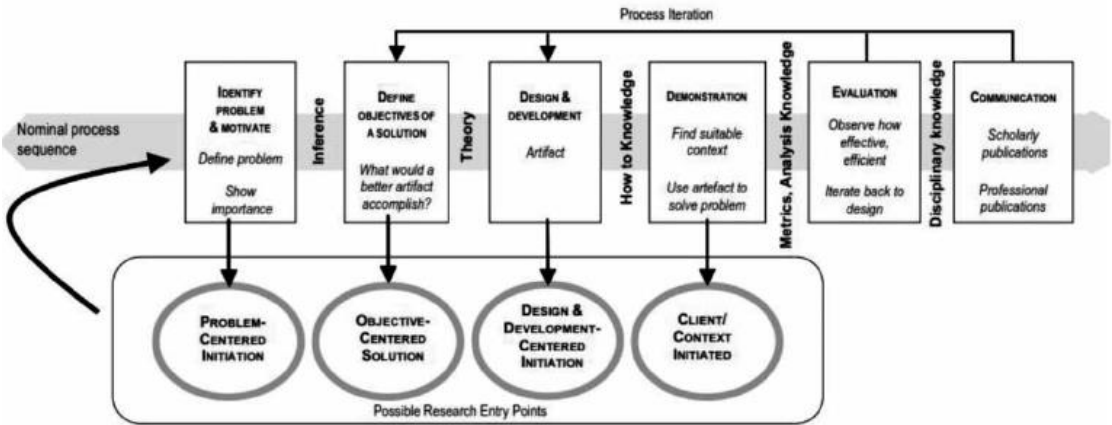 Process Iteration
Nominal process
sequence
IDENTIFY
PROBLEM
& MOTIVATE
Define problem
Show
importance
Inference
DEFINE
OBJECTIVES OF
A SOLUTION
What would a
better artifact
accomplish?
Theory
DESIGN &
DEVELOPMENT
Artifact
How to Knowledge
DEMONSTRATION
Find suitable
context
Use artefact to
solve problem
Metrics, Analysis Knowledge
EVALUATION
Observe how
effective,
efficient
Iterate back to
design
Disciplinary knowledge
COMMUNICATION
Scholarly
publications
Professional
publications
PROBLEM-
CENTERED
INITIATION
OBJECTIVE-
CENTERED
SOLUTION
DESIGN &
DEVELOPMENT-
CENTERED
INITIATION
CLIENT/
CONTEXT
INITIATED
Possible Research Entry Points